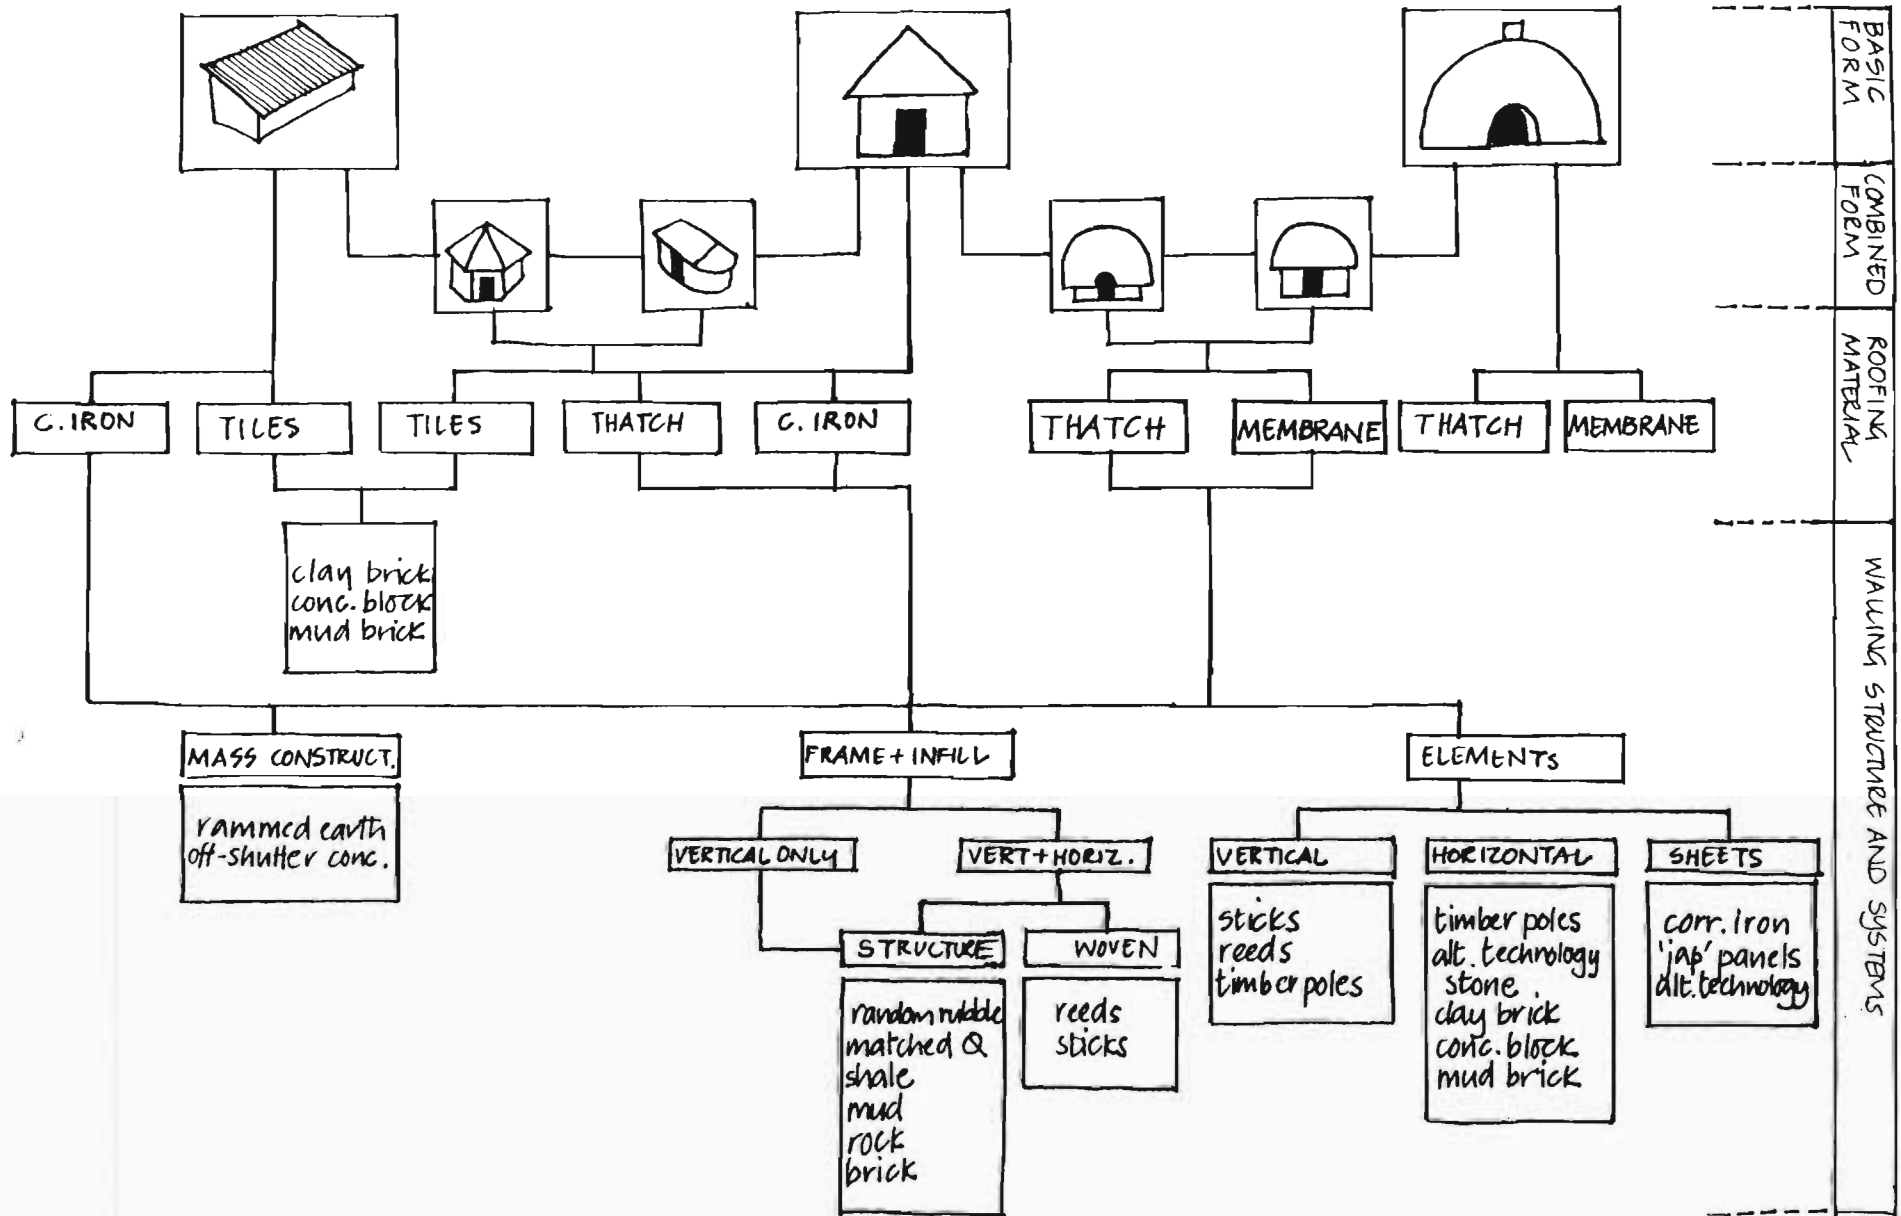 BASIC
FORM
COMBINED
FORM
ROOFING
MATERIAL
C. IRON
TILES
TILES
THATCH
C. IRON
THATCH
MEMBRANE
THATCH
MEMBRANE
clay brick
conc. block
mud brick
WALLING STRUCTURE AND SYSTEMS
MASS CONSTRUCT.
rammed earth
off-shutter conc.
FRAME + INFILL
ELEMENTS
VERTICAL ONLY
VERT + HORIZ.
STRUCTURE
random rubble
matched Q
shale
mud
rock
brick
WOVEN
reeds
sticks
VERTICAL
sticks
reeds
timber poles
HORIZONTAL
timber poles
alt. technology
stone
clay brick
conc. block
mud brick
SHEETS
corr. Iron
'jap' panels
alt. technology